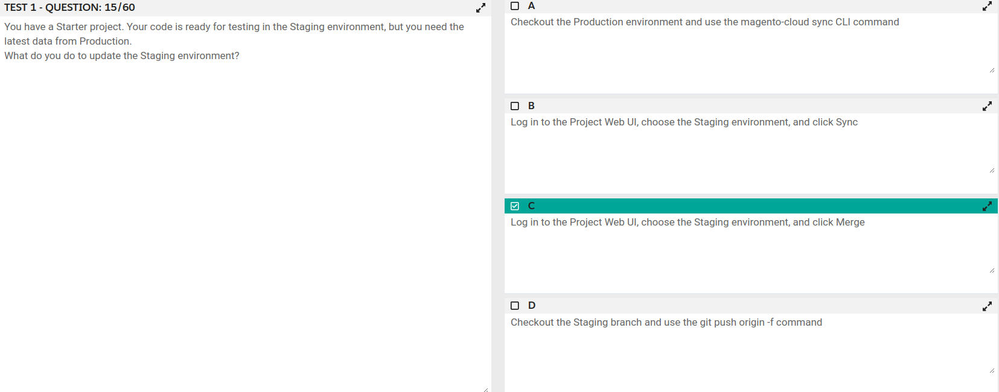 TEST 1 - QUESTION: 15/60
You have a Starter project. Your code is ready for testing in the Staging environment, but you need the
latest data from Production.
What do you do to update the Staging environment?
A
Checkout the Production environment and use the magento-cloud sync CLI command
B
Log in to the Project Web UI, choose the Staging environment, and click Sync
C
Log in to the Project Web UI, choose the Staging environment, and click Merge
D
Checkout the Staging branch and use the git push origin -f command